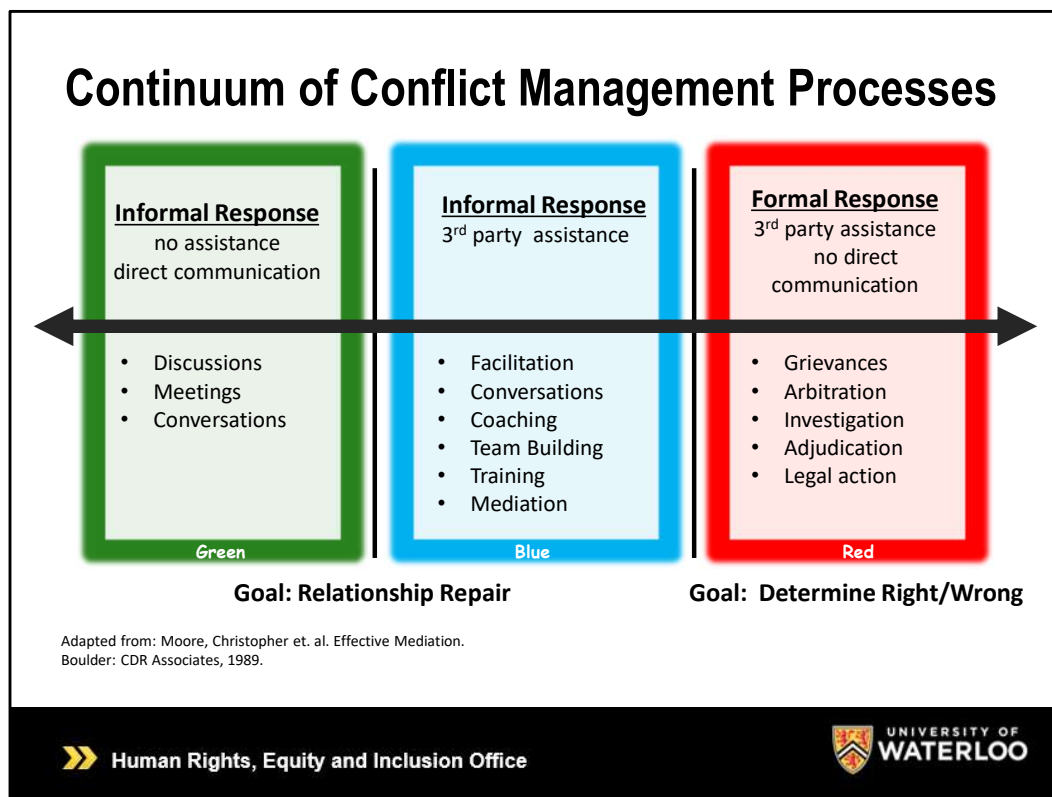 Continuum of Conflict Management Processes
Informal Response
no assistance
direct communication
• Discussions
• Meetings
• Conversations
Green
Informal Response
3rd party assistance
• Facilitation
• Conversations
• Coaching
• Team Building
• Training
• Mediation
Blue
Formal Response
3rd party assistance
no direct
communication
• Grievances
• Arbitration
• Investigation
• Adjudication
• Legal action
Red
Goal: Relationship Repair
Goal: Determine Right/Wrong
Adapted from: Moore, Christopher et. al. Effective Mediation.
Boulder: CDR Associates, 1989.
Human Rights, Equity and Inclusion Office
UNIVERSITY OF
WATERLOO